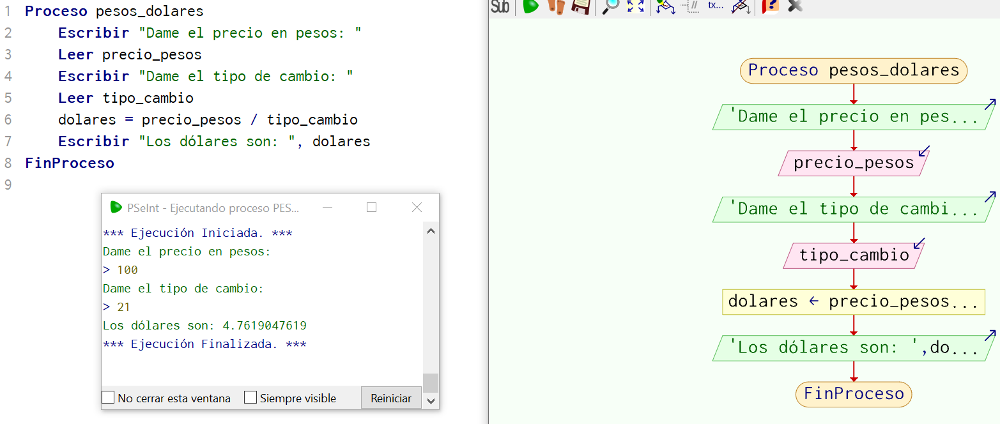 1 Proceso pesos_dolares
2 Escribir "Dame el precio en pesos: "
3 Leer precio_pesos
4 Escribir "Dame el tipo de cambio: "
5 Leer tipo_cambio
6 dolares = precio_pesos / tipo_cambio
7 Escribir "Los dólares son: ", dolares
8 FinProceso
9
PSeInt - Ejecutando proceso PES...
*** Ejecución Iniciada. ***
Dame el precio en pesos:
> 100
Dame el tipo de cambio:
> 21
Los dólares son: 4.7619047619
*** Ejecución Finalizada. ***
No cerrar esta ventana
Siempre visible
Reiniciar
Sub
//
tx...
?
Proceso pesos_dolares
'Dame el precio en pes...
precio_pesos
'Dame el tipo de cambi...
tipo_cambio
dolares ← precio_pesos...
'Los dólares son: ',do...
FinProceso